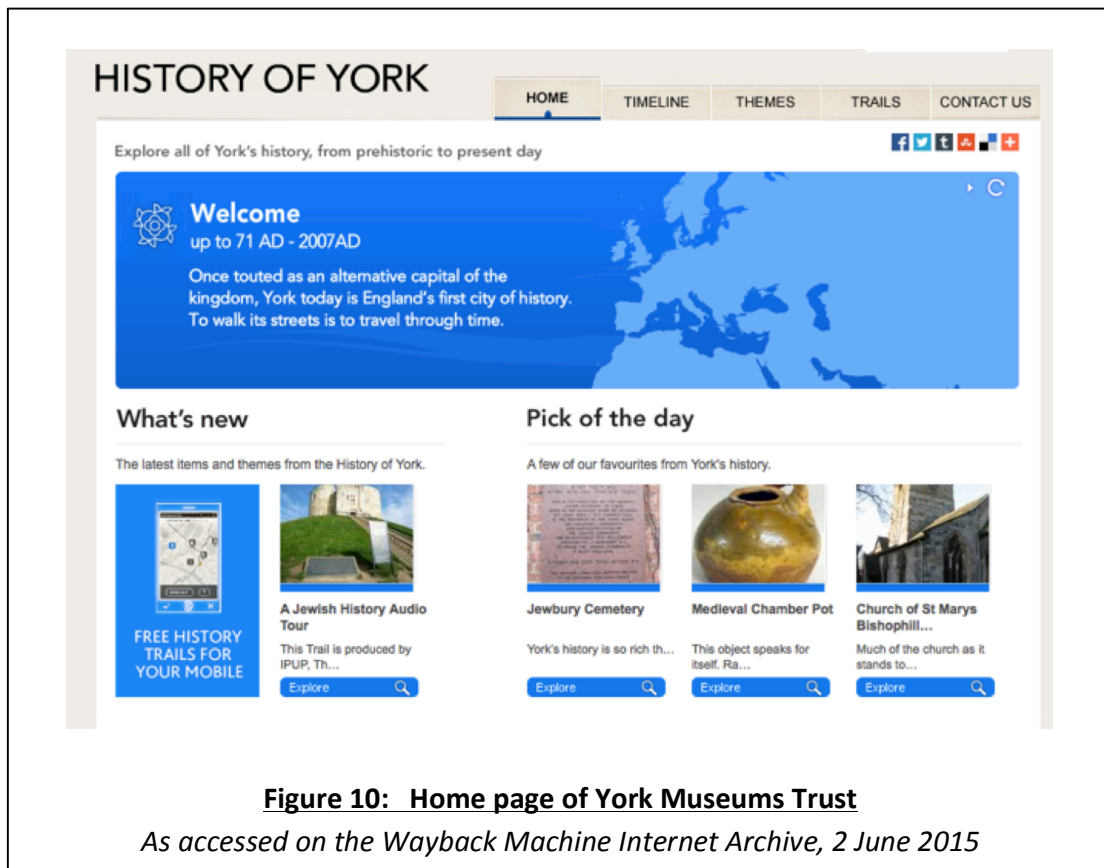 HISTORY OF YORK
HOME
TIMELINE
THEMES
TRAILS
CONTACT US
Explore all of York's history, from prehistoric to present day
Welcome
up to 71 AD - 2007AD
Once touted as an alternative capital of the
kingdom, York today is England's first city of history.
To walk its streets is to travel through time.
What's new
The latest items and themes from the History of York.
FREE HISTORY
TRAILS FOR
YOUR MOBILE
A Jewish History Audio
Tour
This Trail is produced by
IPUP, Th...
Explore
Pick of the day
A few of our favourites from York's history.
Jewbury Cemetery
York's history is so rich th...
Explore
Medieval Chamber Pot
This object speaks for
itself. Ra...
Explore
Church of St Marys
Bishophill...
Much of the church as it
stands to...
Explore
Figure 10: Home page of York Museums Trust
As accessed on the Wayback Machine Internet Archive, 2 June 2015